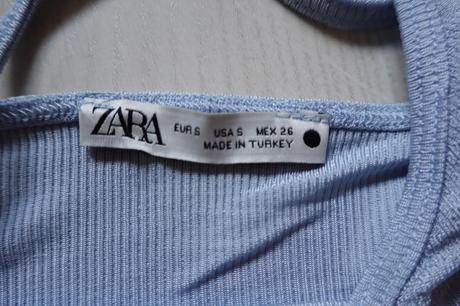 ZARA
EUR S USA S MEX 26
MADE IN TURKEY